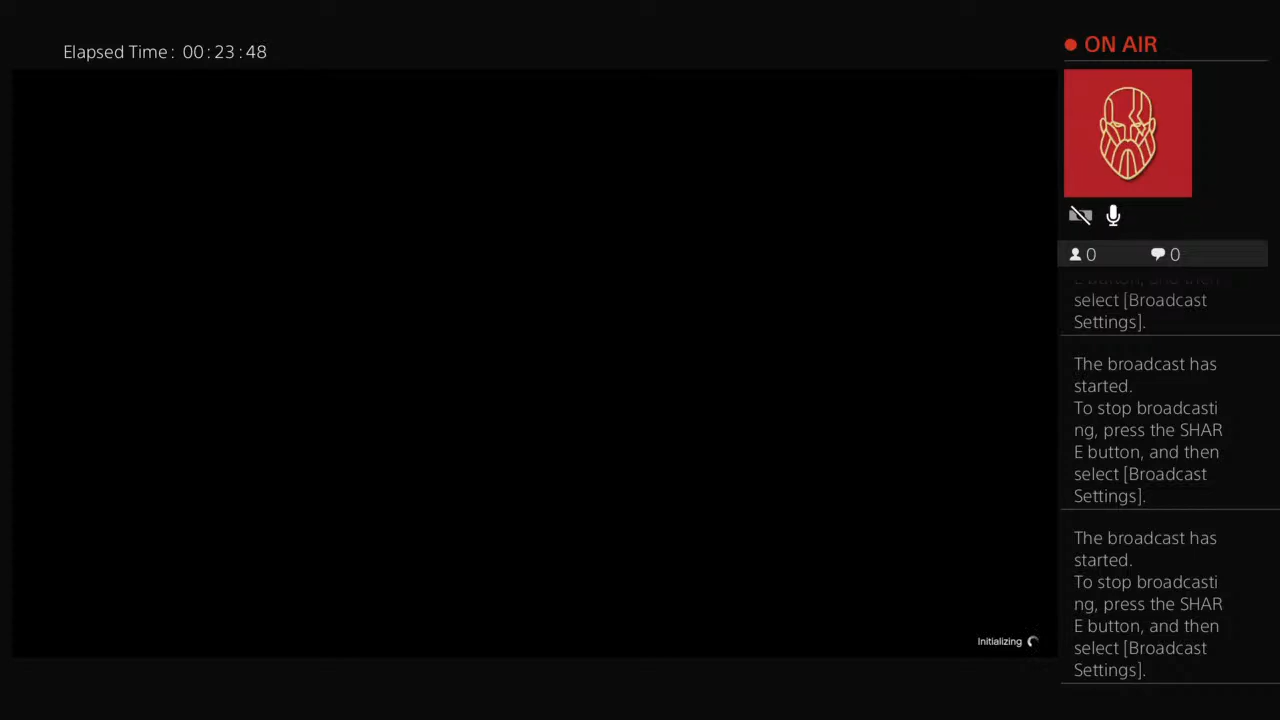 Elapsed Time: 00:23:48
ON AIR
0 0
select [Broadcast
Settings].
The broadcast has
started.
To stop broadcasti
ng, press the SHAR
E button, and then
select [Broadcast
Settings].
The broadcast has
started.
To stop broadcasti
ng, press the SHAR
E button, and then
select [Broadcast
Settings].
Initializing